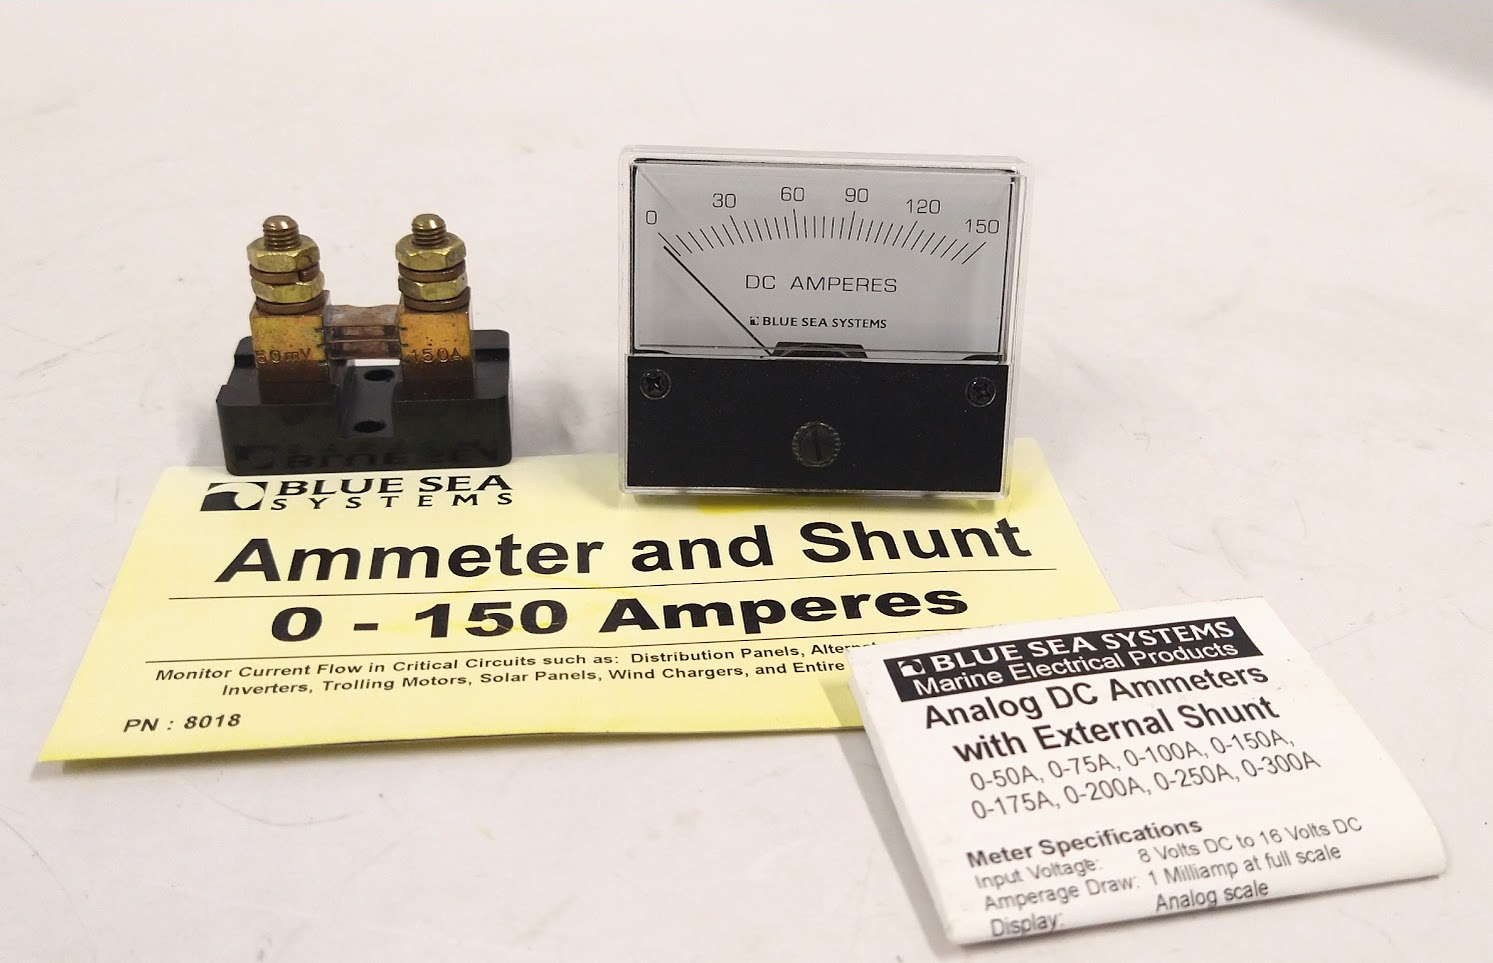 0 30 60 90 120 150
DC AMPERES
BLUE SEA SYSTEMS
150A
BLUE SEA
SYSTEMS
Ammeter and Shunt
0 - 150 Amperes
Monitor Current Flow in Critical Circuits such as: Distribution Panels,
Inverters, Trolling Motors, Solar Panels, Wind Chargers, and Entire
PN : 8018
BLUE SEA SYSTEMS
Marine Electrical Products
Analog DC Ammeters
with External Shunt
0-50A, 0-75A, 0-100A, 0-150A,
0-175A, 0-200A, 0-250A, 0-300A
Meter Specifications
Input Voltage: 8 Volts DC to 16 Volts DC
Amperage Draw: 1 Milliamp at full scale
Display: Analog scale